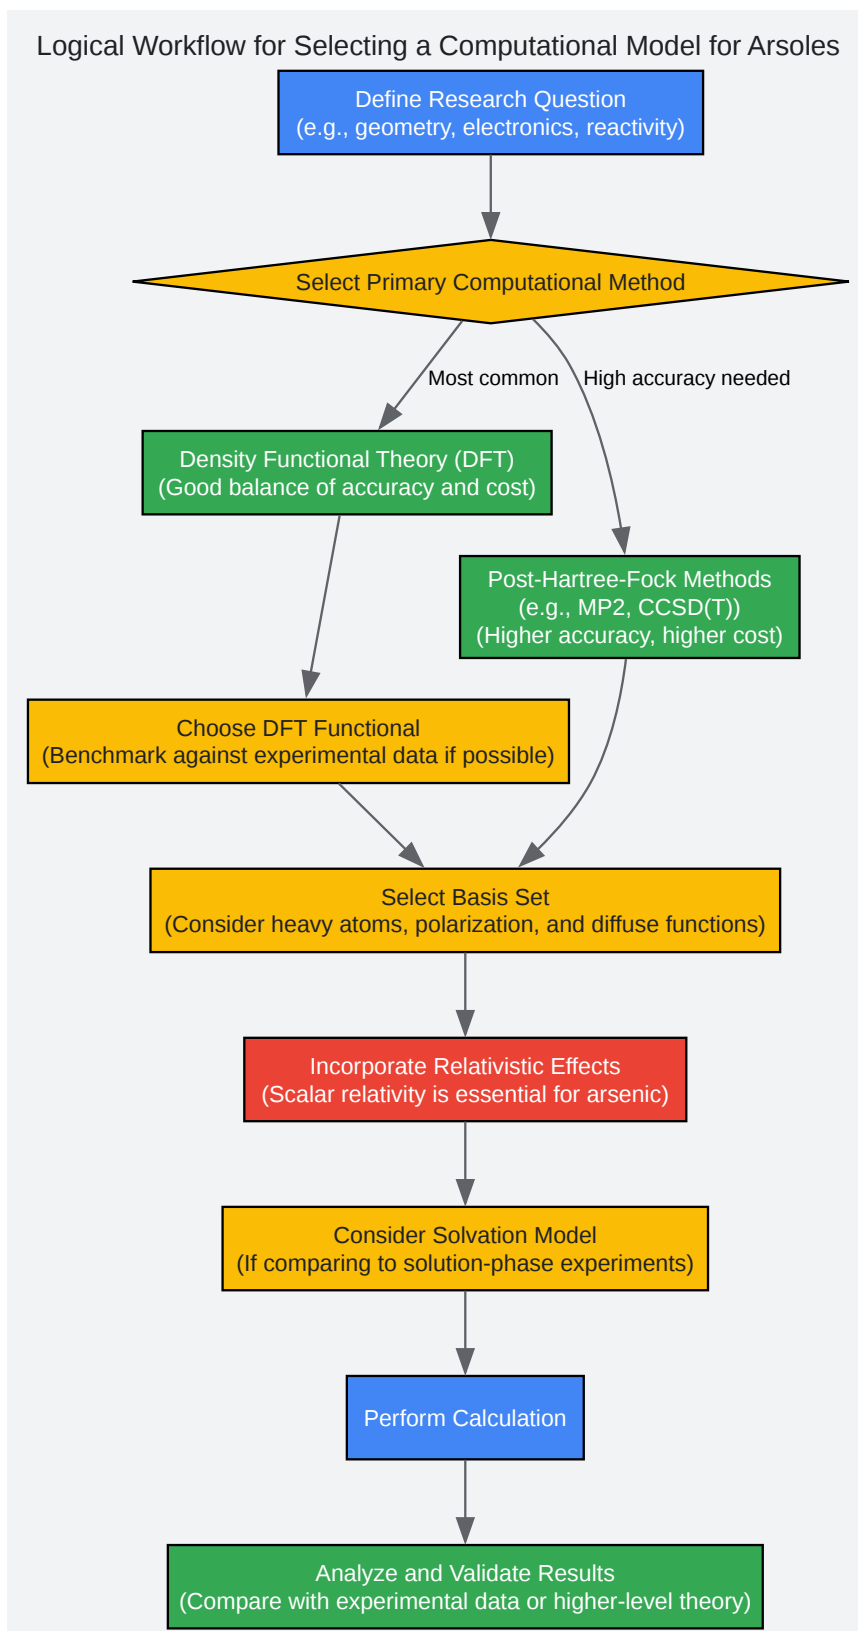 Logical Workflow for Selecting a Computational Model for Arsoles
Define Research Question
(e.g., geometry, electronics, reactivity)
Select Primary Computational Method
Most common
High accuracy needed
Density Functional Theory (DFT)
(Good balance of accuracy and cost)
Post-Hartree-Fock Methods
(e.g., MP2, CCSD(T))
(Higher accuracy, higher cost)
Choose DFT Functional
(Benchmark against experimental data if possible)
Select Basis Set
(Consider heavy atoms, polarization, and diffuse functions)
Incorporate Relativistic Effects
(Scalar relativity is essential for arsenic)
Consider Solvation Model
(If comparing to solution-phase experiments)
Perform Calculation
Analyze and Validate Results
(Compare with experimental data or higher-level theory)